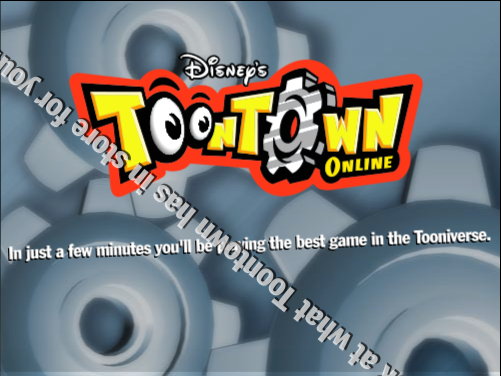 DISNEY'S
TOONTOWN
ONLINE
In just a few minutes you'll be playing the best game in the Tooniverse.
at what Toontown has in store for you